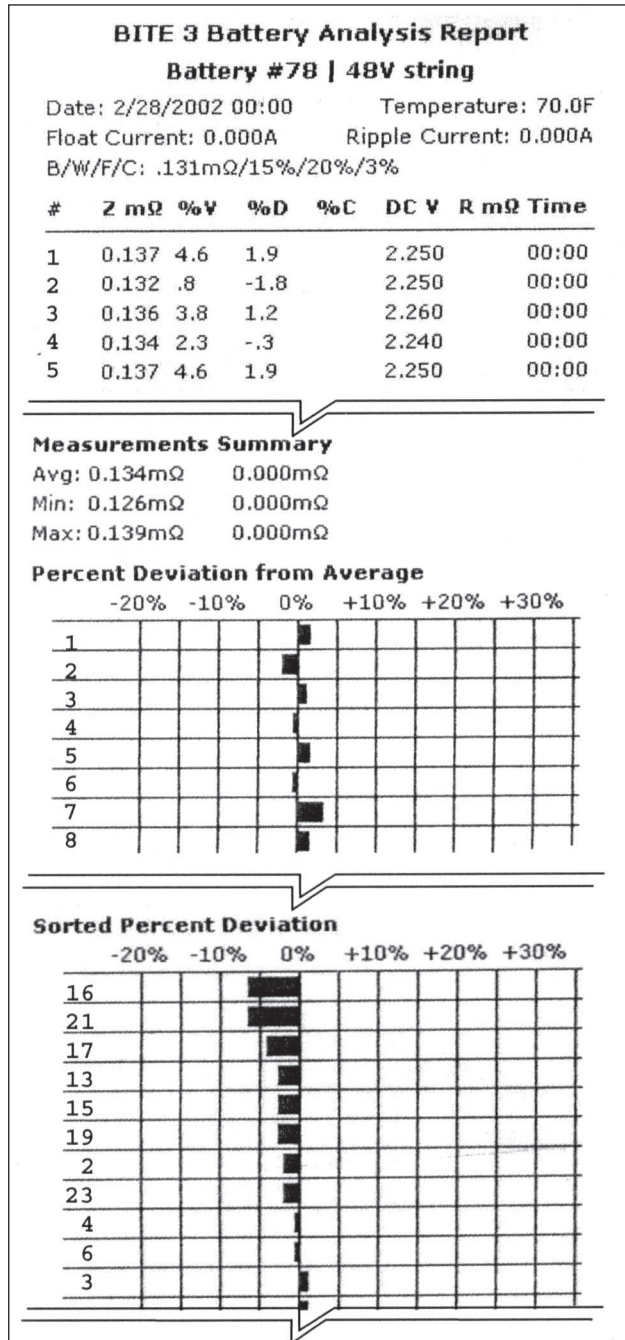 BITE 3 Battery Analysis Report
Battery #78 | 48V string
Date: 2/28/2002 00:00 Temperature: 70.0F
Float Current: 0.000A Ripple Current: 0.000A
B/W/F/C: .131mΩ/15%/20%/3%
# Z mΩ %V %D %C DC V R mΩ Time
1 0.137 4.6 1.9 2.250 00:00
2 0.132 .8 -1.8 2.250 00:00
3 0.136 3.8 1.2 2.260 00:00
4 0.134 2.3 -.3 2.240 00:00
5 0.137 4.6 1.9 2.250 00:00
Measurements Summary
Avg: 0.134mΩ 0.000mΩ
Min: 0.126mΩ 0.000mΩ
Max: 0.139mΩ 0.000mΩ
Percent Deviation from Average
-20% -10% 0% +10% +20% +30%
1
2
3
4
5
6
7
8
Sorted Percent Deviation
-20% -10% 0% +10% +20% +30%
16
21
17
13
15
19
2
23
4
6
3